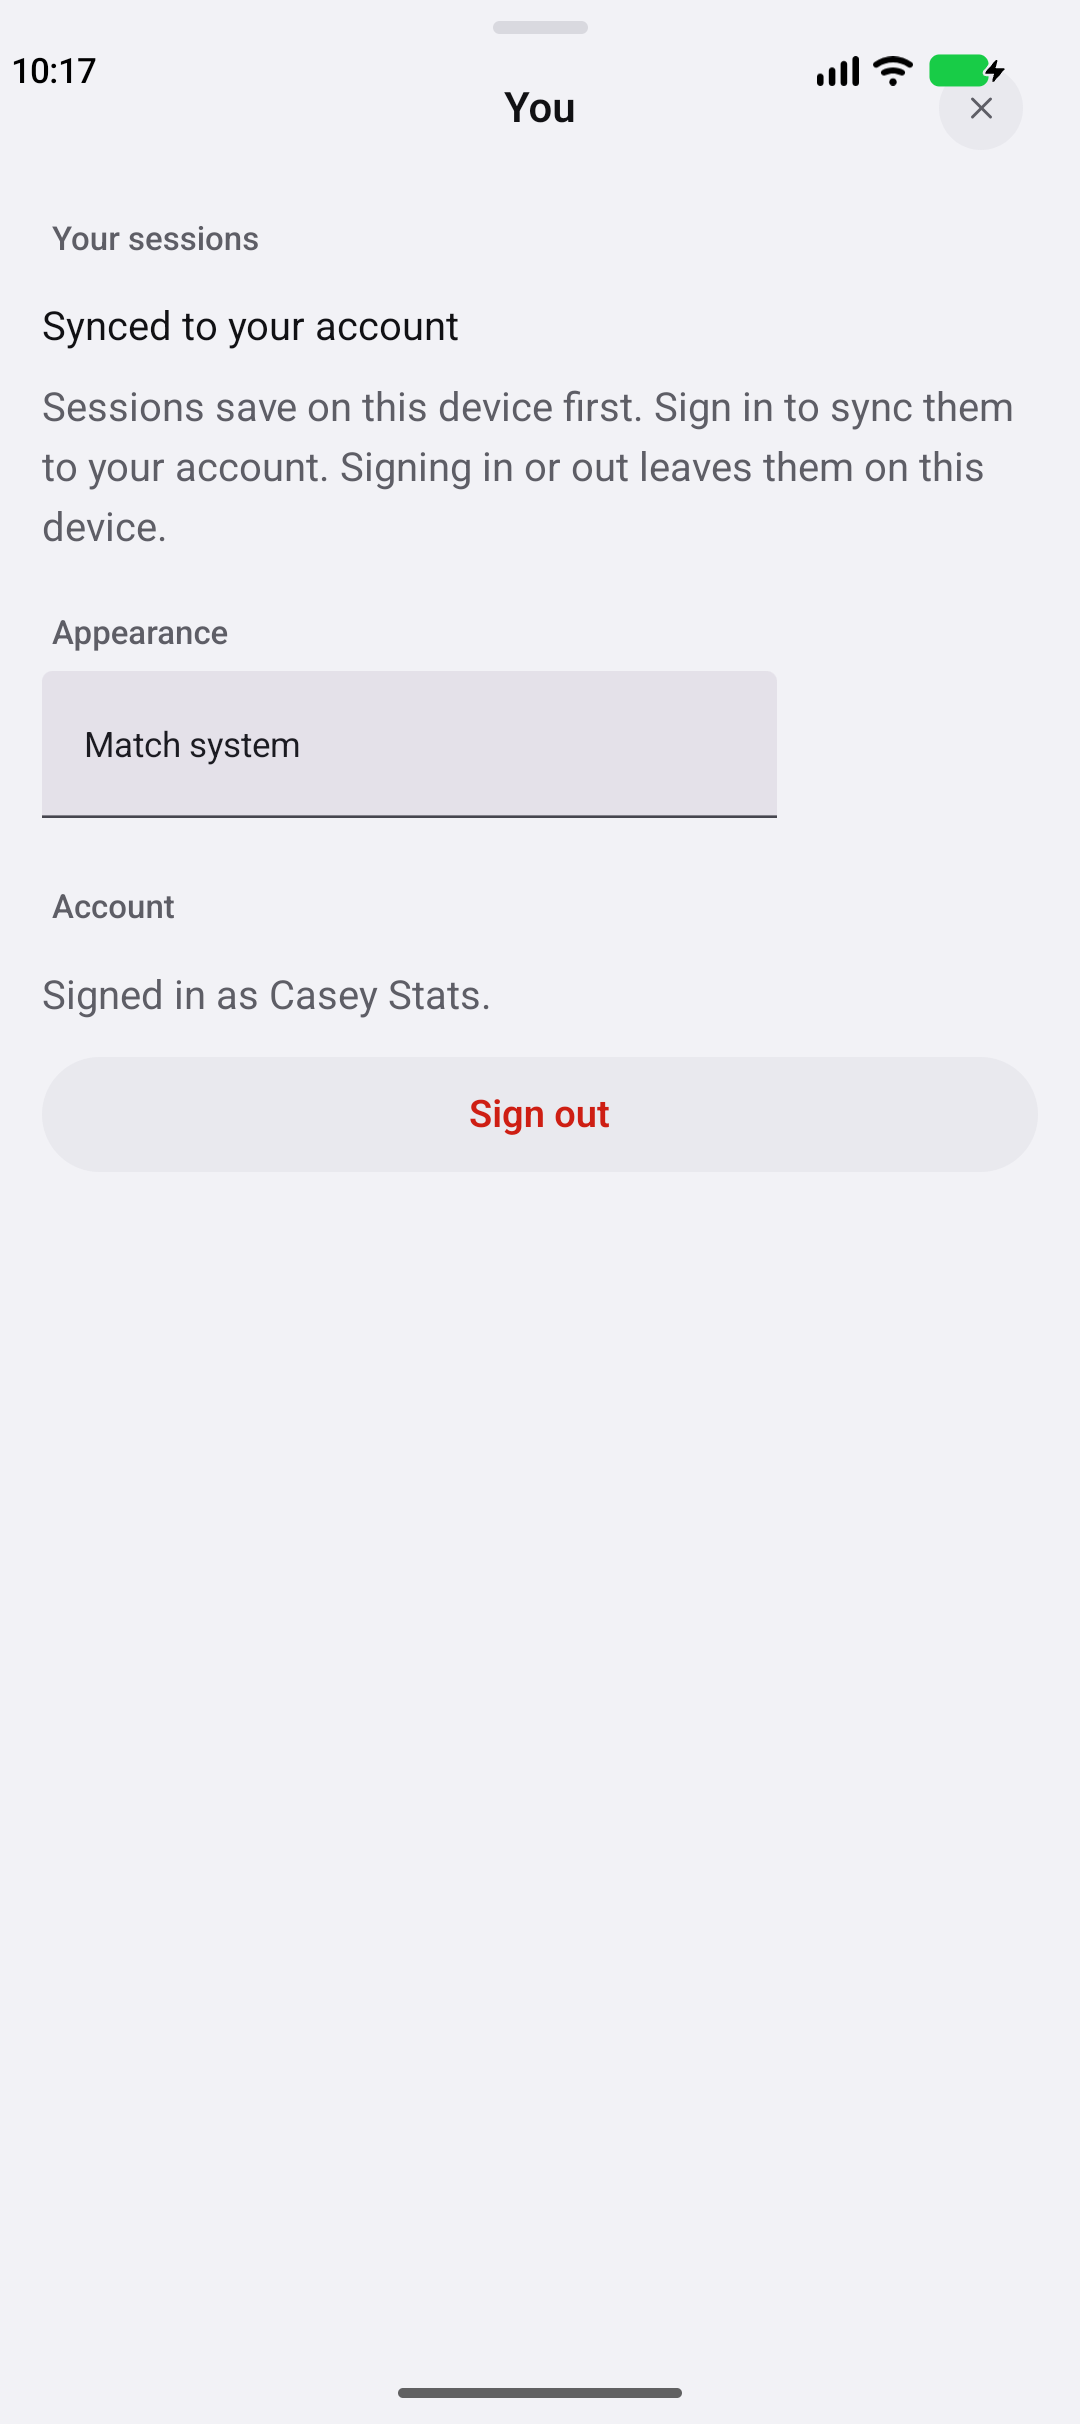 10:17
You
Your sessions
Synced to your account
Sessions save on this device first. Sign in to sync them
to your account. Signing in or out leaves them on this
device.
Appearance
Match system
Account
Signed in as Casey Stats.
Sign out